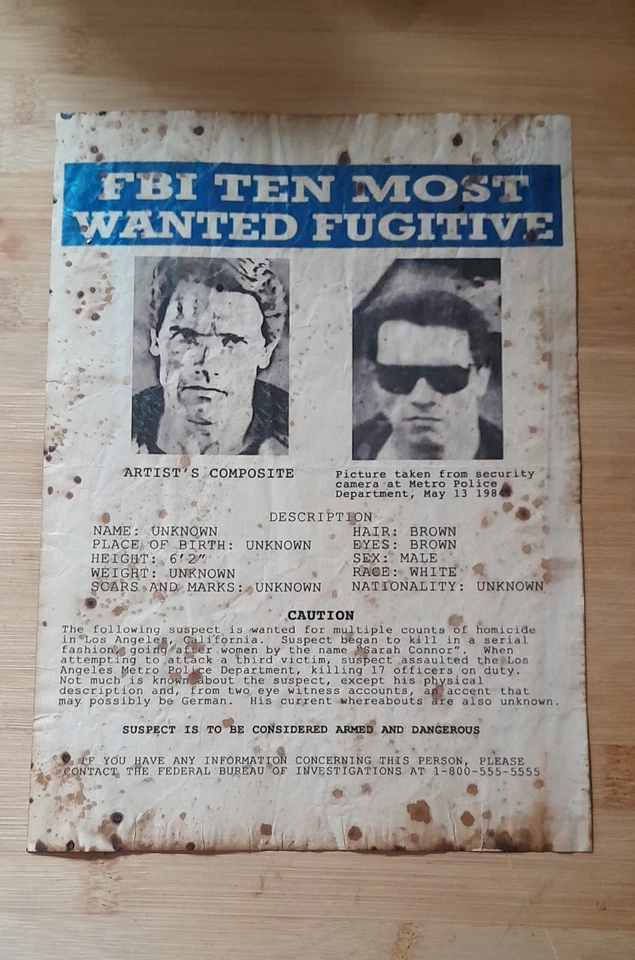 FBI TEN MOST
WANTED FUGITIVE
ARTIST'S COMPOSITE
Picture taken from security
camera at Metro Police
Department, May 13 1984
DESCRIPTION
NAME: UNKNOWN
PLACE OF BIRTH: UNKNOWN
HEIGHT: 6'2"
WEIGHT: UNKNOWN
SCARS AND MARKS: UNKNOWN
HAIR: BROWN
EYES: BROWN
SEX: MALE
RACE: WHITE
NATIONALITY: UNKNOWN
CAUTION
The following suspect is wanted for multiple counts of homicide
in Los Angeles, California. Suspect began to kill in a serial
fashion, going after women by the name "Sarah Connor". When
attempting to attack a third victim, suspect assaulted the Los
Angeles Metro Police Department, killing 17 officers on duty.
Not much is known about the suspect, except his physical
description and, from two eye witness accounts, an accent that
may possibly be German. His current whereabouts are also unknown.
SUSPECT IS TO BE CONSIDERED ARMED AND DANGEROUS
IF YOU HAVE ANY INFORMATION CONCERNING THIS PERSON, PLEASE
CONTACT THE FEDERAL BUREAU OF INVESTIGATIONS AT 1-800-555-5555